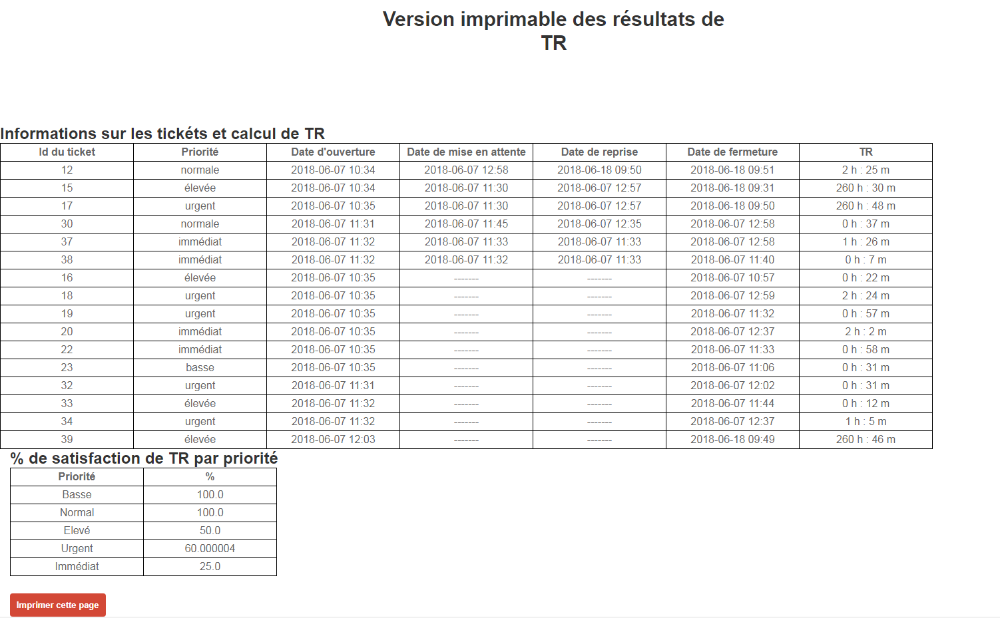 Version imprimable des résultats de
TR
Informations sur les tickéts et calcul de TR
Id du ticket Priorité Date d'ouverture Date de mise en attente Date de reprise Date de fermeture TR
12 normale 2018-06-07 10:34 2018-06-07 12:58 2018-06-18 09:50 2018-06-18 09:51 2 h : 25 m
15 élevée 2018-06-07 10:34 2018-06-07 11:30 2018-06-07 12:57 2018-06-18 09:31 260 h : 30 m
17 urgent 2018-06-07 10:35 2018-06-07 11:30 2018-06-07 12:57 2018-06-18 09:50 260 h : 48 m
30 normale 2018-06-07 11:31 2018-06-07 11:45 2018-06-07 12:35 2018-06-07 12:58 0 h : 37 m
37 immédiat 2018-06-07 11:32 2018-06-07 11:33 2018-06-07 11:33 2018-06-07 12:58 1 h : 26 m
38 immédiat 2018-06-07 11:32 2018-06-07 11:32 2018-06-07 11:33 2018-06-07 11:40 0 h : 7 m
16 élevée 2018-06-07 10:35 ------- ------- 2018-06-07 10:57 0 h : 22 m
18 urgent 2018-06-07 10:35 ------- ------- 2018-06-07 12:59 2 h : 24 m
19 urgent 2018-06-07 10:35 ------- ------- 2018-06-07 11:32 0 h : 57 m
20 immédiat 2018-06-07 10:35 ------- ------- 2018-06-07 12:37 2 h : 2 m
22 immédiat 2018-06-07 10:35 ------- ------- 2018-06-07 11:33 0 h : 58 m
23 basse 2018-06-07 10:35 ------- ------- 2018-06-07 11:06 0 h : 31 m
32 urgent 2018-06-07 11:31 ------- ------- 2018-06-07 12:02 0 h : 31 m
33 élevée 2018-06-07 11:32 ------- ------- 2018-06-07 11:44 0 h : 12 m
34 urgent 2018-06-07 11:32 ------- ------- 2018-06-07 12:37 1 h : 5 m
39 élevée 2018-06-07 12:03 ------- ------- 2018-06-18 09:49 260 h : 46 m
% de satisfaction de TR par priorité
Priorité %
Basse 100.0
Normal 100.0
Elevé 50.0
Urgent 60.000004
Immédiat 25.0
Imprimer cette page